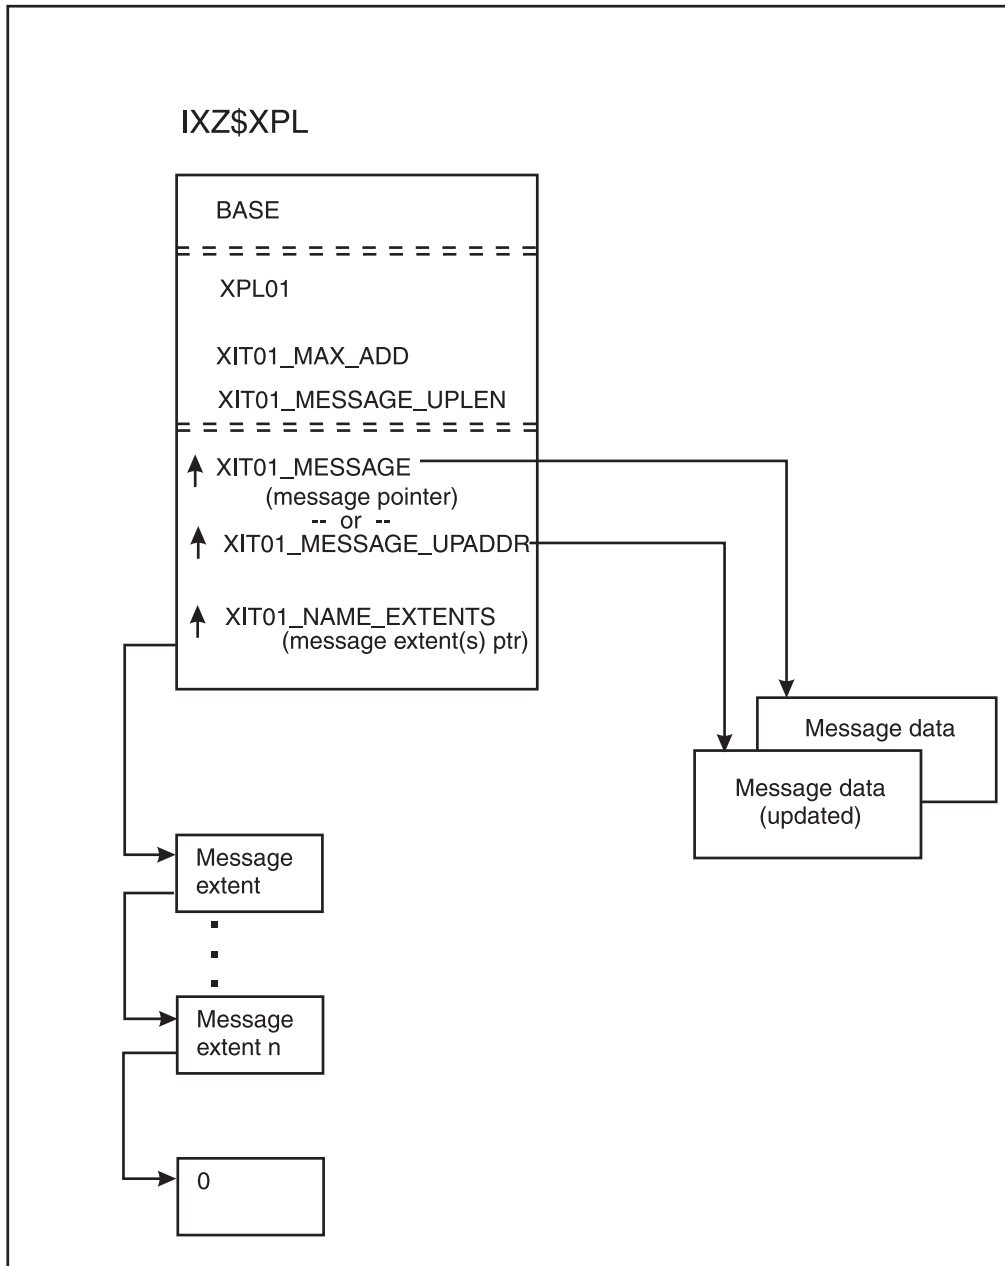 IXZ$XPL
BASE
XPL01
XIT01_MAX_ADD
XIT01_MESSAGE_UPLEN
XIT01_MESSAGE
(message pointer)
-- or --
XIT01_MESSAGE_UPADDR
XIT01_NAME_EXTENTS
(message extent(s) ptr)
Message data
Message data
(updated)
Message
extent
Message
extent n
0